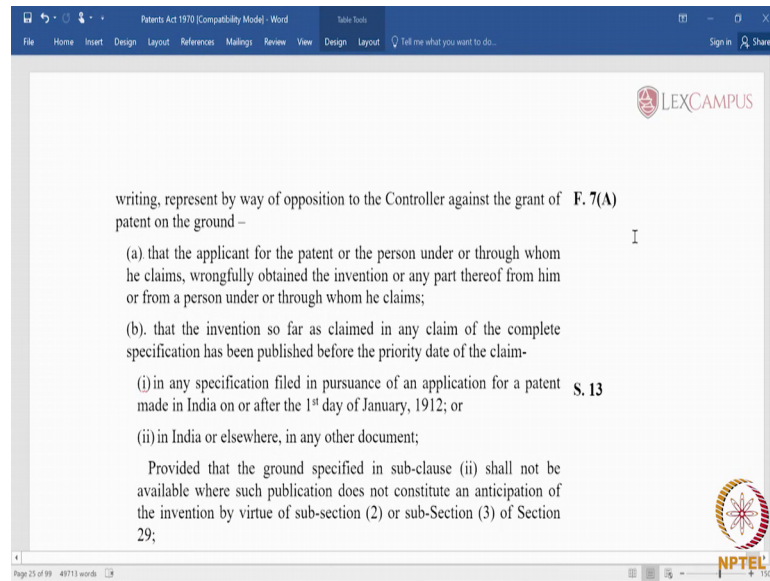 Patents Act 1970 [Compatibility Mode] - Word
Table Tools
File Home Insert Design Layout References Mailings Review View Design Layout Tell me what you want to do... Sign in Share
LEXCAMPUS
writing, represent by way of opposition to the Controller against the grant of F. 7(A)
patent on the ground –
(a). that the applicant for the patent or the person under or through whom
he claims, wrongfully obtained the invention or any part thereof from him
or from a person under or through whom he claims;
(b). that the invention so far as claimed in any claim of the complete
specification has been published before the priority date of the claim-
(i) in any specification filed in pursuance of an application for a patent S. 13
made in India on or after the 1st day of January, 1912; or
(ii) in India or elsewhere, in any other document;
Provided that the ground specified in sub-clause (ii) shall not be
available where such publication does not constitute an anticipation of
the invention by virtue of sub-section (2) or sub-Section (3) of Section
29;
NPTEL
Page 25 of 99 49713 words